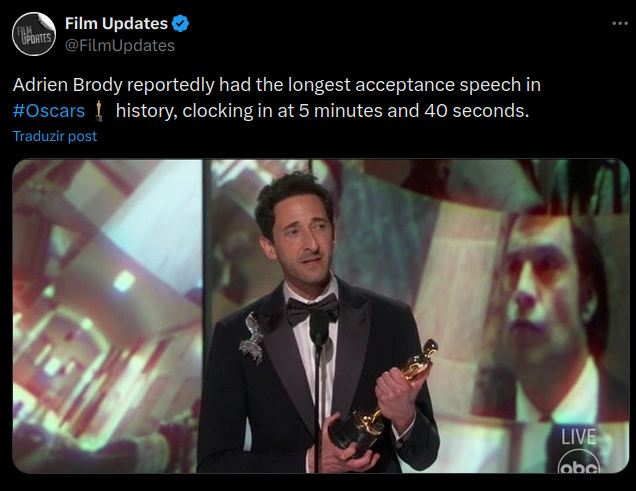 FILM
UPDATES
Film Updates
@FilmUpdates
Adrien Brody reportedly had the longest acceptance speech in
#Oscars history, clocking in at 5 minutes and 40 seconds.
Traduzir post
LIVE
abc